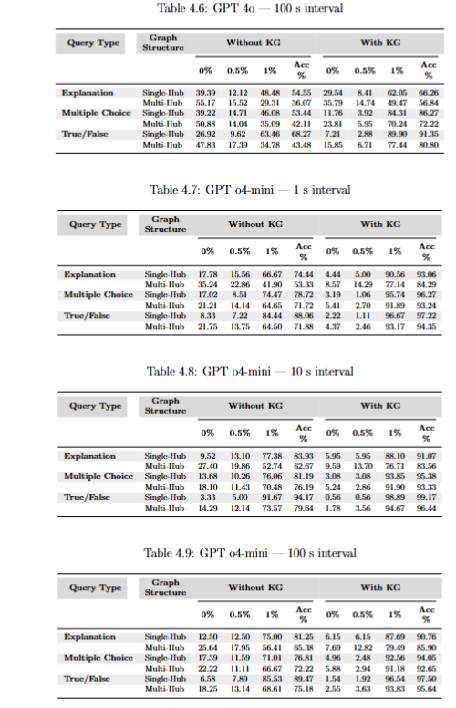 Table 4.6: GPT 4o — 100 s interval
Query Type Graph Structure Without KG With KG
0% 0.5% 1% Acc % 0% 0.5% 1% Acc %
Explanation Single-Hub 39.39 12.12 48.48 54.55 29.54 8.41 62.05 66.26
Multi-Hub 55.17 15.52 29.31 36.07 35.79 14.74 49.47 56.84
Multiple Choice Single-Hub 39.22 14.71 46.08 53.44 11.76 3.92 84.31 86.27
Multi-Hub 50.88 14.04 35.09 42.11 23.81 5.95 70.24 72.22
True/False Single-Hub 26.92 9.62 63.46 68.27 7.21 2.88 89.90 91.35
Multi-Hub 47.83 17.39 34.78 43.48 15.85 6.71 77.44 80.80
Table 4.7: GPT o4-mini — 1 s interval
Query Type Graph Structure Without KG With KG
0% 0.5% 1% Acc % 0% 0.5% 1% Acc %
Explanation Single-Hub 17.78 15.56 66.67 74.44 4.44 5.00 90.56 93.06
Multi-Hub 35.24 22.86 41.90 53.33 8.57 14.29 77.14 84.29
Multiple Choice Single-Hub 17.02 8.51 74.47 78.72 3.19 1.06 95.74 96.27
Multi-Hub 21.21 14.14 64.65 71.72 5.41 2.70 91.89 93.24
True/False Single-Hub 8.33 7.22 84.44 88.06 2.22 1.11 96.67 97.22
Multi-Hub 21.75 13.75 64.50 71.88 4.37 2.46 93.17 94.35
Table 4.8: GPT o4-mini — 10 s interval
Query Type Graph Structure Without KG With KG
0% 0.5% 1% Acc % 0% 0.5% 1% Acc %
Explanation Single-Hub 9.52 13.10 77.38 83.93 5.95 5.95 88.10 91.07
Multi-Hub 27.40 19.86 52.74 62.67 9.59 13.70 76.71 83.56
Multiple Choice Single-Hub 13.68 10.26 76.06 81.19 3.08 3.08 93.85 95.38
Multi-Hub 18.10 11.43 70.48 76.19 5.24 2.86 91.90 93.33
True/False Single-Hub 3.33 5.00 91.67 94.17 0.56 0.56 98.89 99.17
Multi-Hub 14.29 12.14 73.57 79.64 1.78 3.56 94.67 96.44
Table 4.9: GPT o4-mini — 100 s interval
Query Type Graph Structure Without KG With KG
0% 0.5% 1% Acc % 0% 0.5% 1% Acc %
Explanation Single-Hub 12.50 12.50 75.00 81.25 6.15 6.15 87.69 90.76
Multi-Hub 25.64 17.95 56.41 65.38 7.69 12.82 79.49 85.90
Multiple Choice Single-Hub 17.39 11.59 71.01 76.81 4.96 2.48 92.56 94.05
Multi-Hub 22.22 11.11 66.67 72.22 5.88 2.94 91.18 92.65
True/False Single-Hub 6.58 7.89 85.53 89.47 1.54 1.92 96.54 97.50
Multi-Hub 18.25 13.14 68.61 75.18 2.55 3.63 93.83 95.64